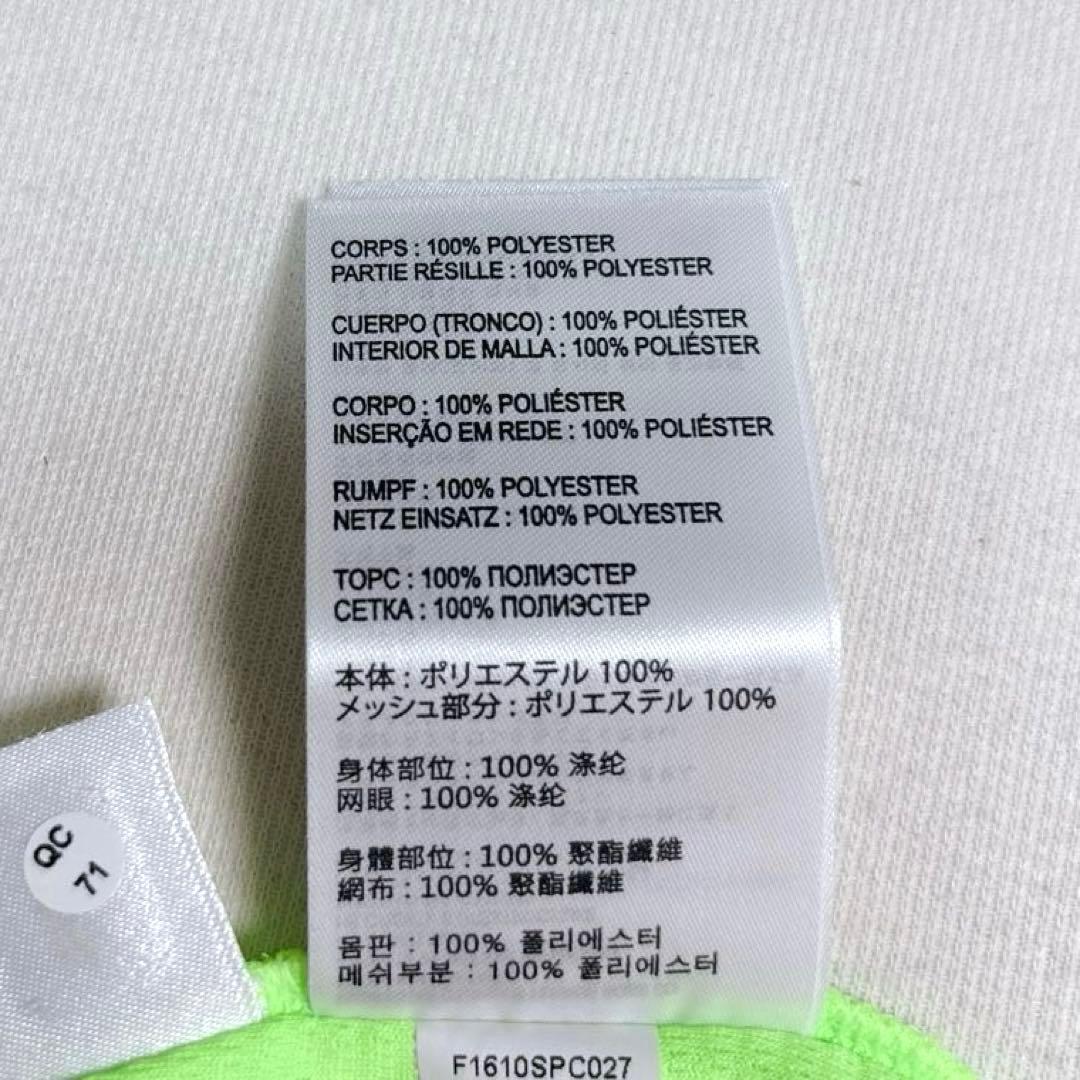 CORPS : 100% POLYESTER
PARTIE RÉSILLE : 100% POLYESTER
CUERPO (TRONCO) : 100% POLIÉSTER
INTERIOR DE MALLA : 100% POLIÉSTER
CORPO : 100% POLIÉSTER
INSERÇÃO EM REDE : 100% POLIÉSTER
RUMPF : 100% POLYESTER
NETZ EINSATZ : 100% POLYESTER
ТОРС : 100% ПОЛИЭСТЕР
СЕТКА : 100% ПОЛИЭСТЕР
本体 : ポリエステル 100%
メッシュ部分 : ポリエステル 100%
身体部位 : 100% 涤纶
网眼 : 100% 涤纶
身體部位 : 100% 聚酯纖維
網布 : 100% 聚酯纖維
몸판 : 100% 폴리에스터
메쉬부분 : 100% 폴리에스터
QC
71
F1610SPC027